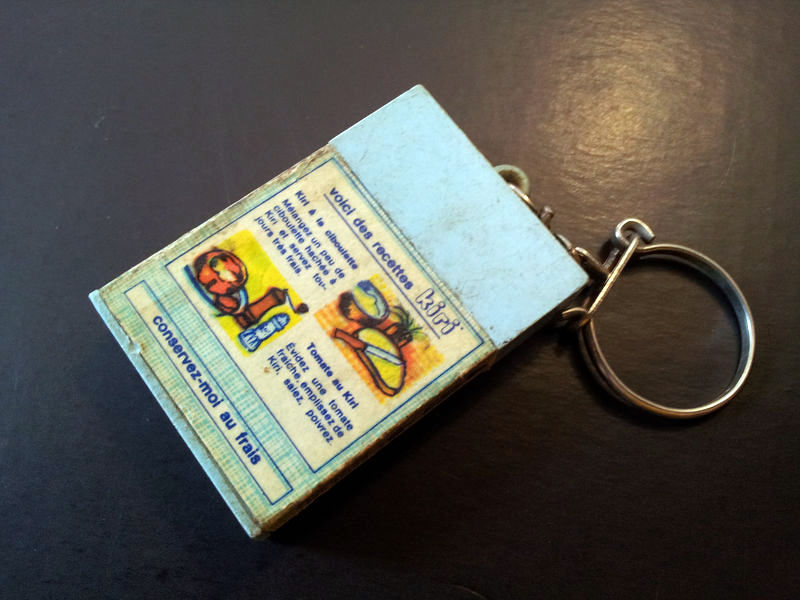 voici des recettes kiri
Kiri à la ciboulette
Mélangez un peu de
ciboulette hachée à
Kiri et servez tou-
jours très frais.
Tomate au Kiri
Évidez une tomate
fraîche, emplissez de
Kiri, salez, poivrez.
conservez-moi au frais